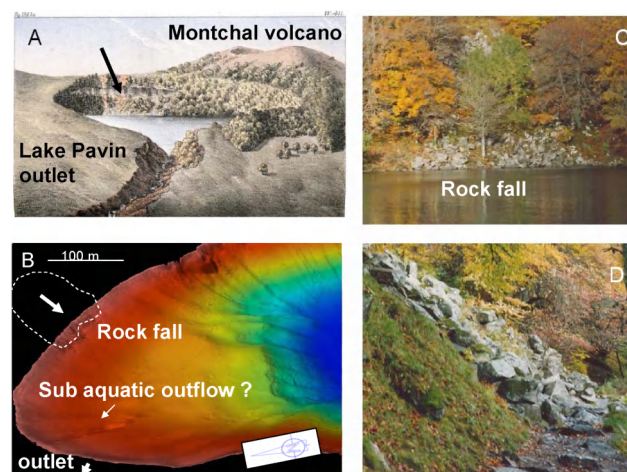 A
Montchal volcano
Lake Pavin
outlet
C
Rock fall
B
100 m
Rock fall
Sub aquatic outflow ?
outlet
D